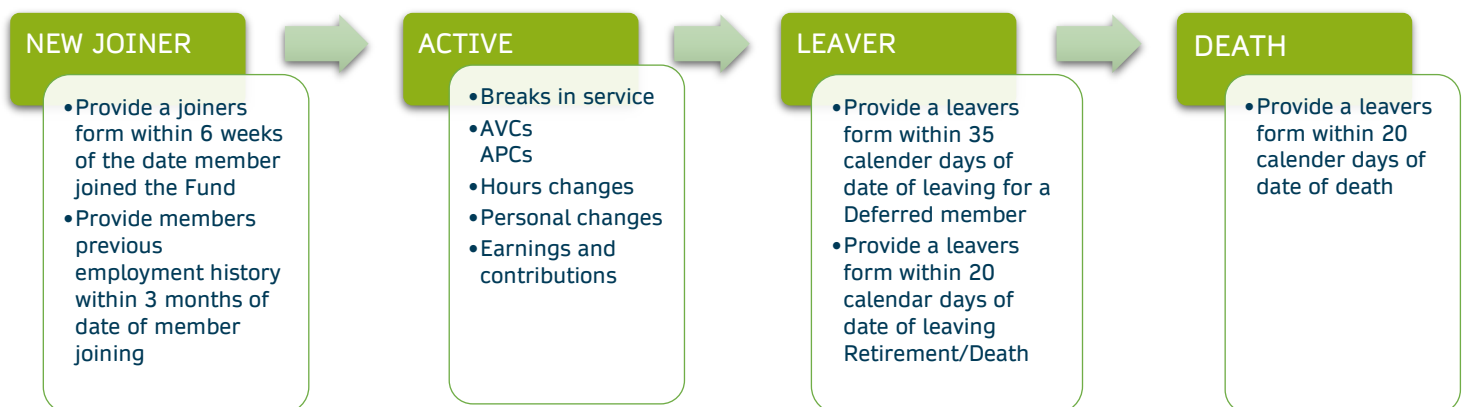 NEW JOINER
•Provide a joiners
form within 6 weeks
of the date member
joined the Fund
•Provide members
previous
employment history
within 3 months of
date of member
joining
ACTIVE
•Breaks in service
•AVCs
APCs
•Hours changes
•Personal changes
•Earnings and
contributions
LEAVER
•Provide a leavers
form within 35
calender days of
date of leaving for a
Deferred member
•Provide a leavers
form within 20
calendar days of
date of leaving
Retirement/Death
DEATH
•Provide a leavers
form within 20
calender days of
date of death